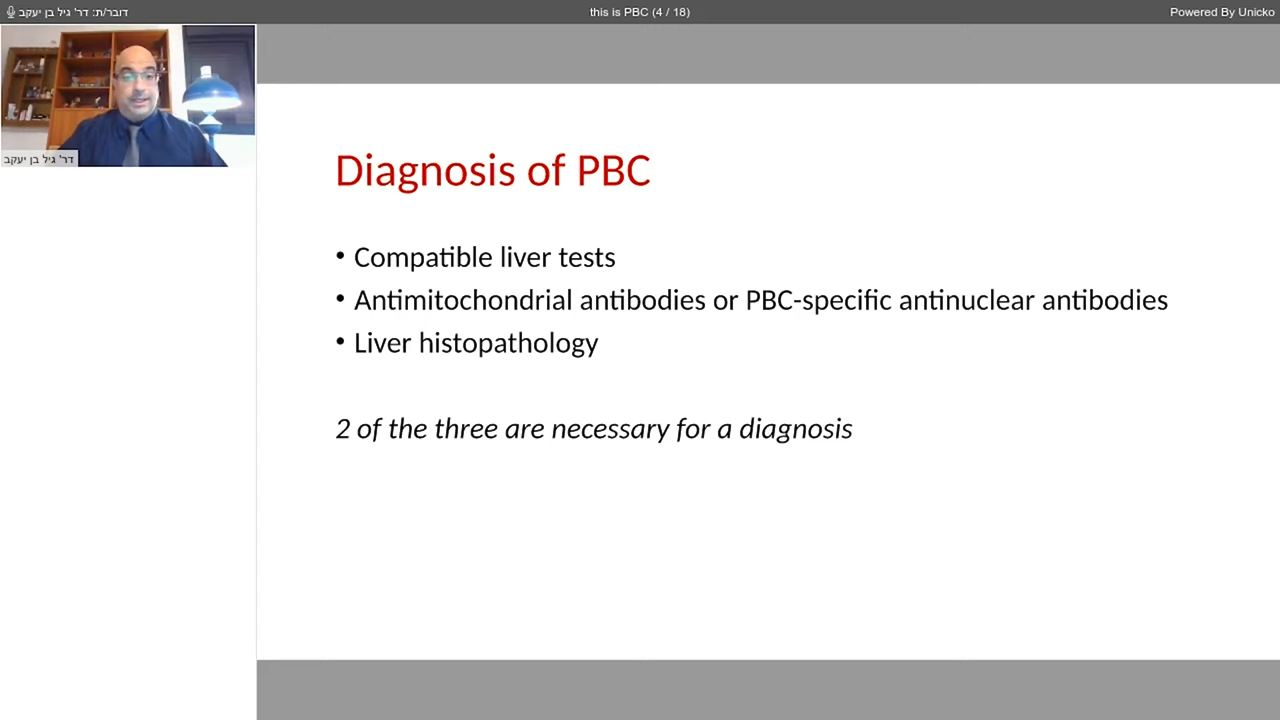 דובר/ת: דר' גיל בן יעקב
this is PBC (4 / 18)
Powered By Unicko
דר' גיל בן יעקב
Diagnosis of PBC
• Compatible liver tests
• Antimitochondrial antibodies or PBC-specific antinuclear antibodies
• Liver histopathology
2 of the three are necessary for a diagnosis